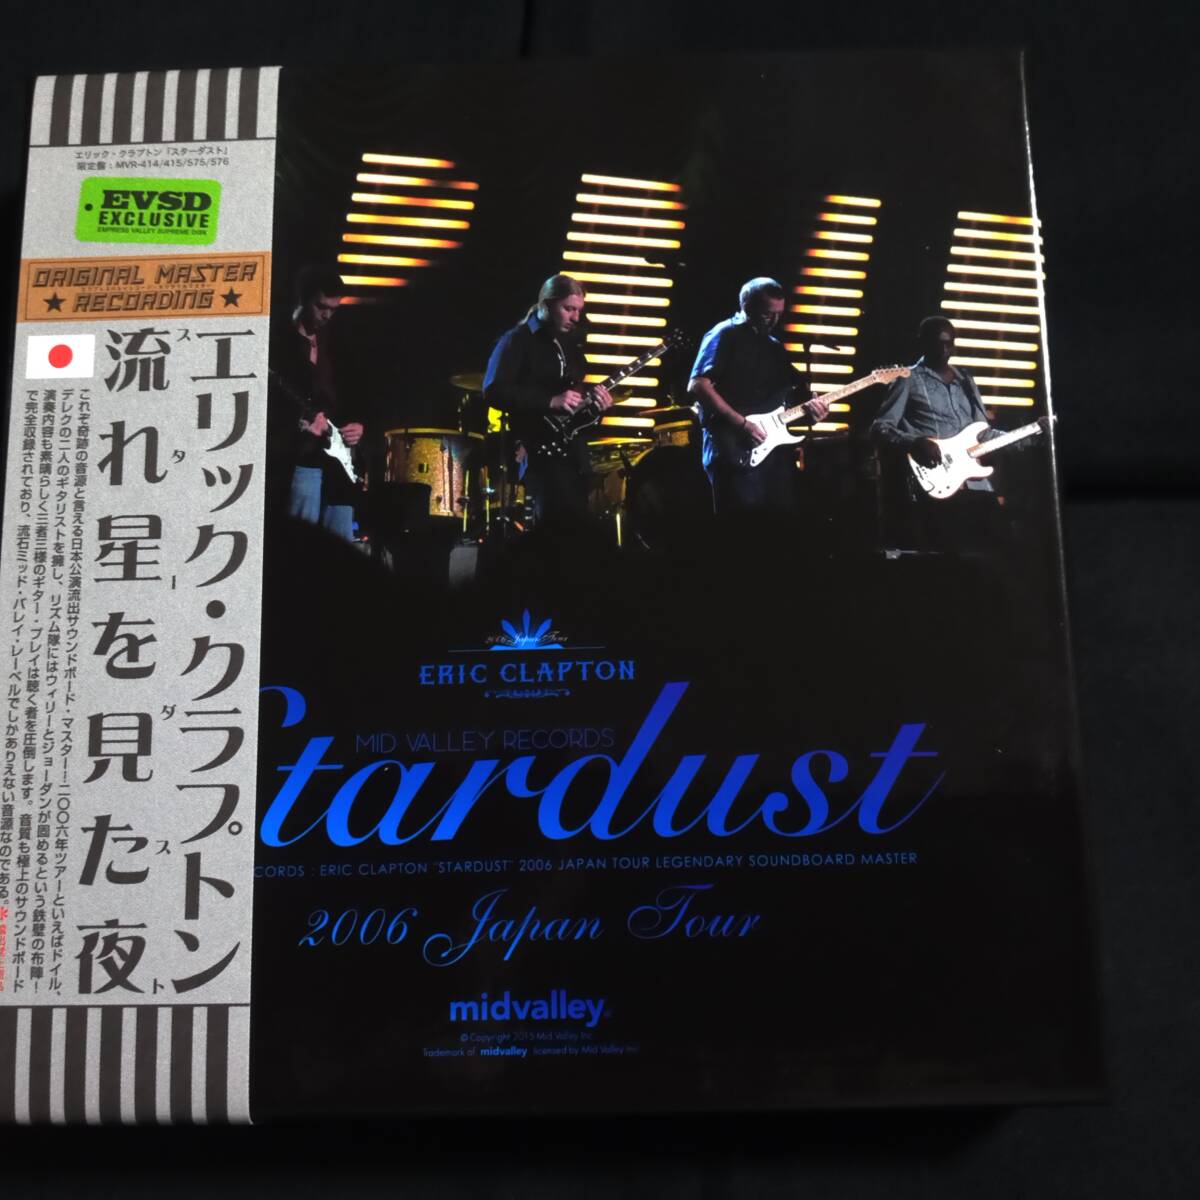 エリック・クラプトン『スターダスト』
限定盤：MVR-414/415/575/576
EVSD
EXCLUSIVE
EMPRESS VALLEY SUPREME DISK
ORIGINAL MASTER
RECORDING
エリック・クラプトン
流れ星を見た夜
スターダスト
これぞ奇跡の音源と言える日本公演流出サウンドボード・マスター!二〇〇六年ツアーといえばドイル、
デレクの二人のギタリストを擁し、リズム隊にはウィリーとジョーダンが固めるという鉄壁の布陣!
演奏内容も素晴らしく三者三様のギター・プレイは聴く者を圧倒します。音質も極上のサウンドボード
で完全収録されており、流石ミッド・バレイ・レーベルでしかありえない音源なのである。
2006 Japan Tour
ERIC CLAPTON
MID VALLEY RECORDS
Stardust
CORDS : ERIC CLAPTON "STARDUST" 2006 JAPAN TOUR LEGENDARY SOUNDBOARD MASTER
2006 Japan Tour
midvalley
© Copyright 2015 Mid Valley Inc.
Trademark of midvalley licensed by Mid Valley Inc.